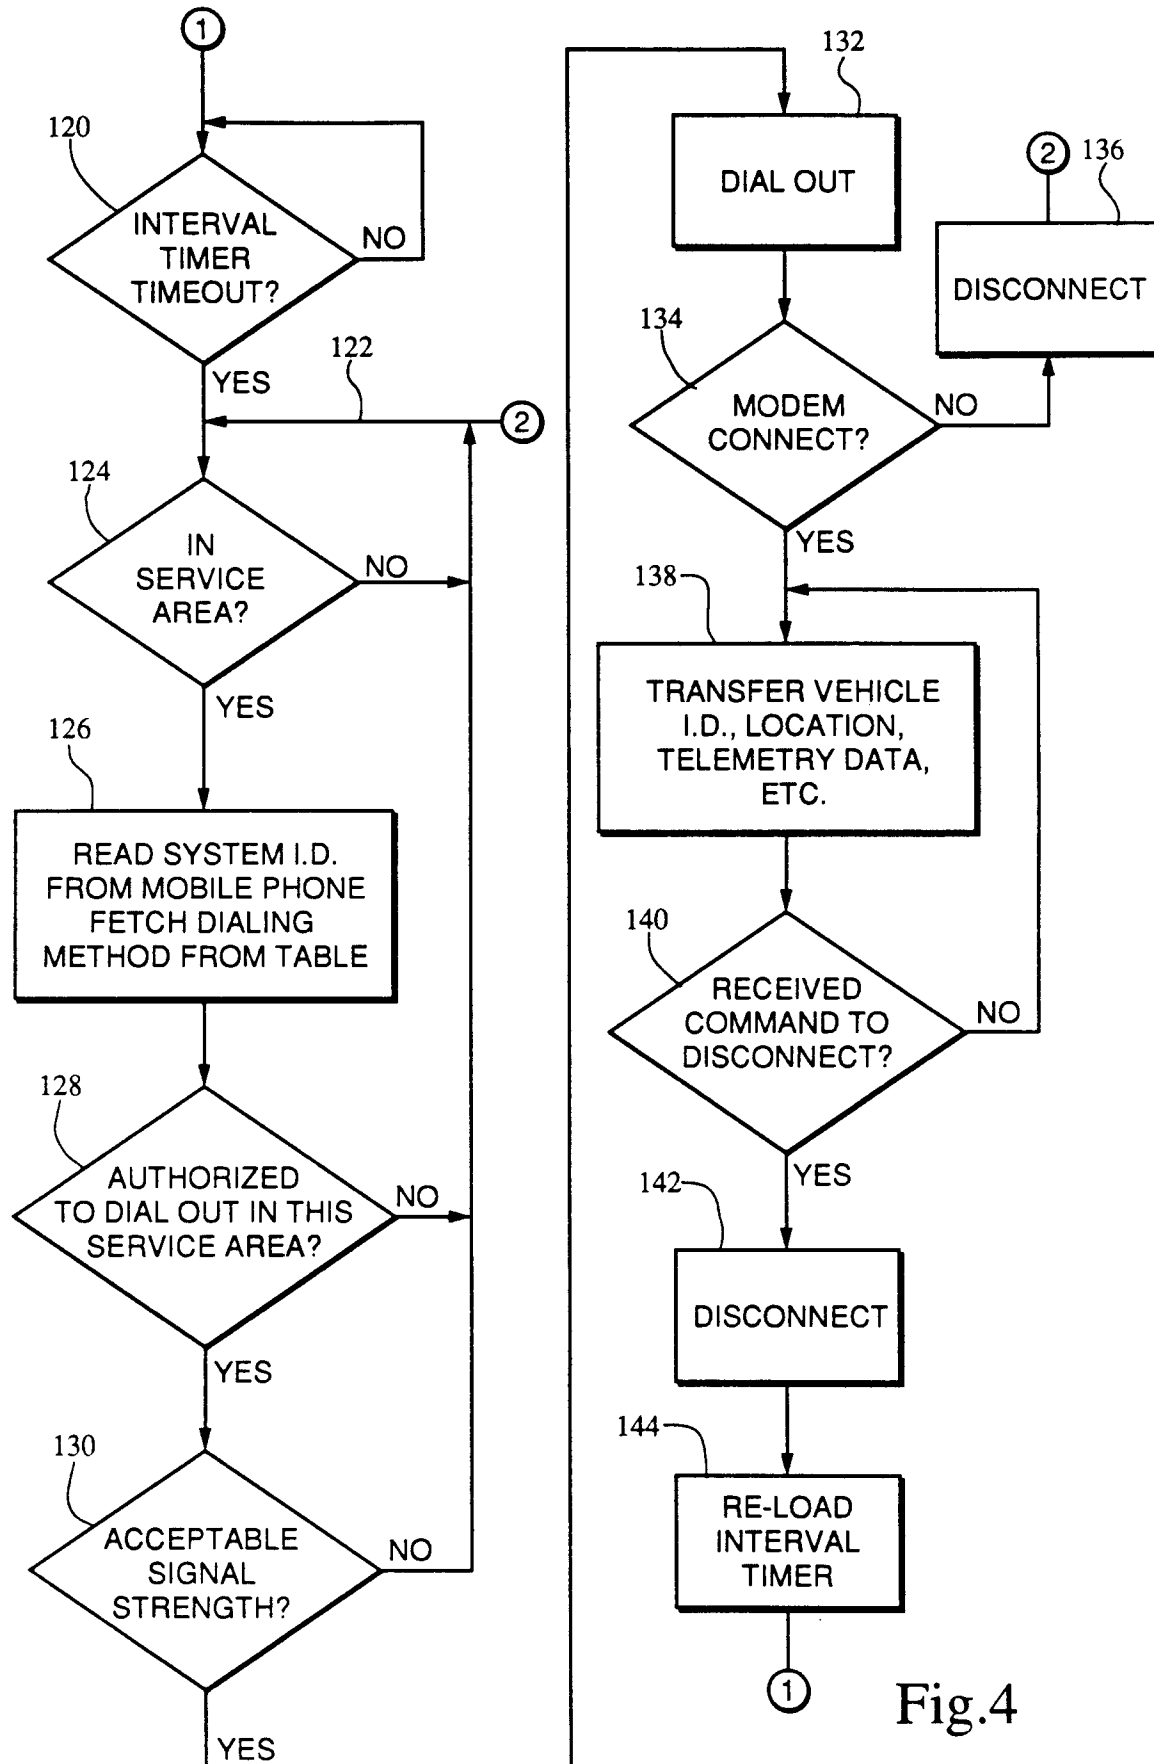 1
120
INTERVAL
TIMER
TIMEOUT?
NO
YES
122
2
124
IN
SERVICE
AREA?
NO
YES
126
READ SYSTEM I.D.
FROM MOBILE PHONE
FETCH DIALING
METHOD FROM TABLE
128
AUTHORIZED
TO DIAL OUT IN THIS
SERVICE AREA?
NO
YES
130
ACCEPTABLE
SIGNAL
STRENGTH?
NO
YES
132
DIAL OUT
134
MODEM
CONNECT?
NO
2
136
DISCONNECT
YES
138
TRANSFER VEHICLE
I.D., LOCATION,
TELEMETRY DATA,
ETC.
140
RECEIVED
COMMAND TO
DISCONNECT?
NO
YES
142
DISCONNECT
144
RE-LOAD
INTERVAL
TIMER
1
Fig.4